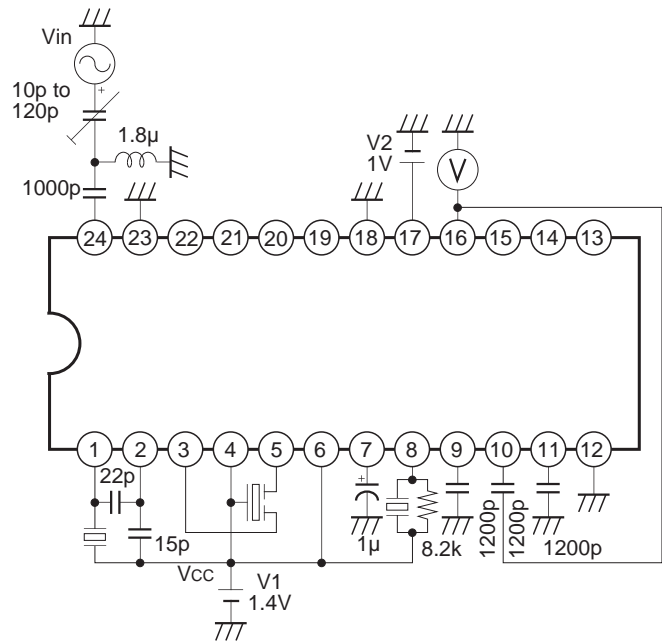 Vin
+
10p to
120p
1.8µ
1000p
V2
1V
V
24 23 22 21 20 19 18 17 16 15 14 13
1 2 3 4 5 6 7 8 9 10 11 12
22p
15p
+
1µ
8.2k
1200p
1200p
1200p
VCC
V1
1.4V